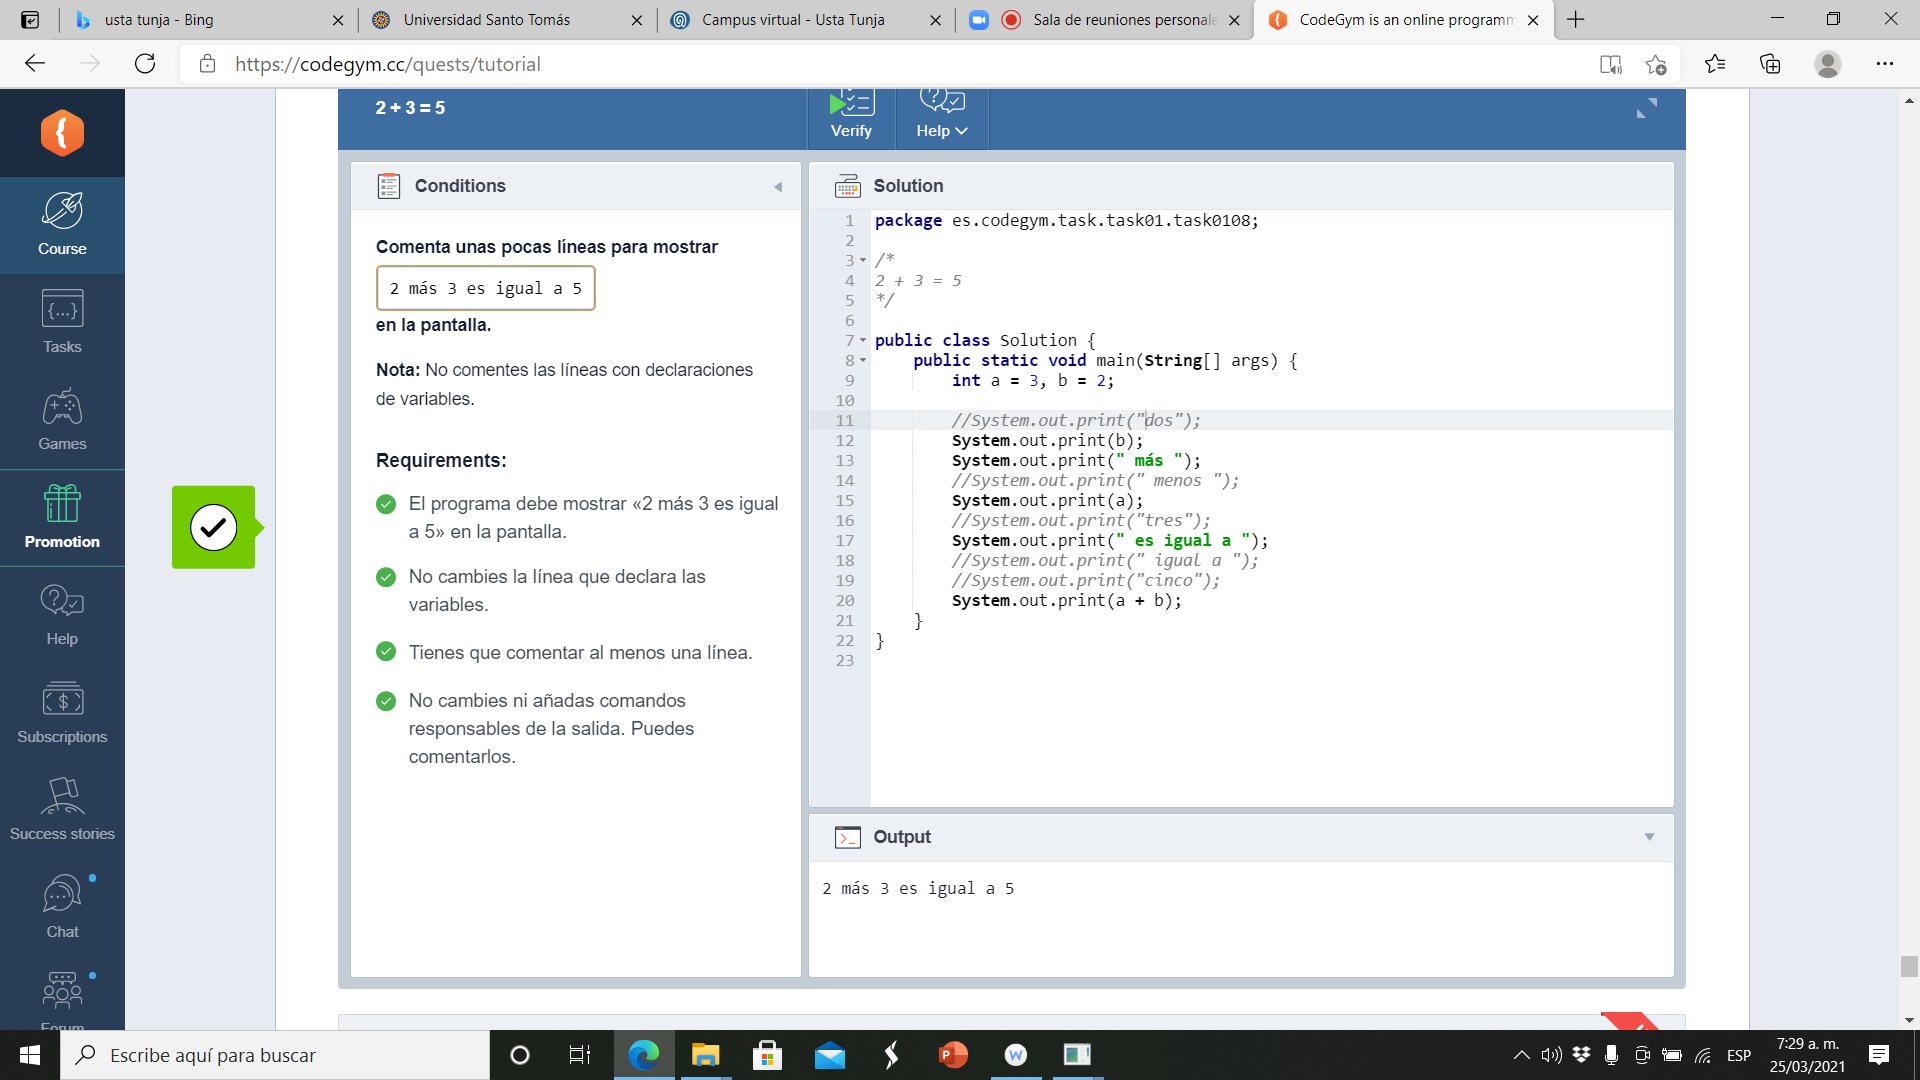 usta tunja - Bing
Universidad Santo Tomás
Campus virtual - Usta Tunja
Sala de reuniones personale
CodeGym is an online programm
https://codegym.cc/quests/tutorial
2 + 3 = 5
Verify
Help
Course
Tasks
Games
Promotion
Help
Subscriptions
Success stories
Chat
Forum
Conditions
Comenta unas pocas líneas para mostrar
2 más 3 es igual a 5
en la pantalla.
Nota: No comentes las líneas con declaraciones
de variables.
Requirements:
El programa debe mostrar «2 más 3 es igual
a 5» en la pantalla.
No cambies la línea que declara las
variables.
Tienes que comentar al menos una línea.
No cambies ni añadas comandos
responsables de la salida. Puedes
comentarlos.
Solution
1 package es.codegym.task.task01.task0108;
2
3 /*
4 2 + 3 = 5
5 */
6
7 public class Solution {
8 public static void main(String[] args) {
9 int a = 3, b = 2;
10
11 //System.out.print("dos");
12 System.out.print(b);
13 System.out.print(" más ");
14 //System.out.print(" menos ");
15 System.out.print(a);
16 //System.out.print("tres");
17 System.out.print(" es igual a ");
18 //System.out.print(" igual a ");
19 //System.out.print("cinco");
20 System.out.print(a + b);
21 }
22 }
23
Output
2 más 3 es igual a 5
Escribe aquí para buscar
ESP
7:29 a. m.
25/03/2021